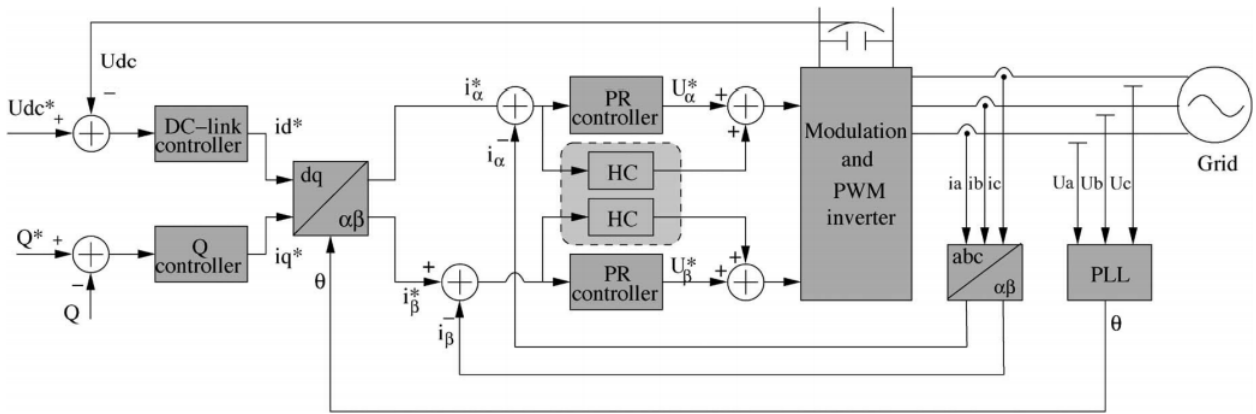 Udc
Udc*
+
−
DC−link
controller
id*
Q*
+
−
Q
Q
controller
iq*
dq
αβ
θ
i*α
−
iα
+
i*β
−
iβ
PR
controller
U*α
HC
HC
PR
controller
U*β
+
+
+
+
Modulation
and
PWM
inverter
ia ib ic
Ua Ub Uc
Grid
abc
αβ
PLL
θ